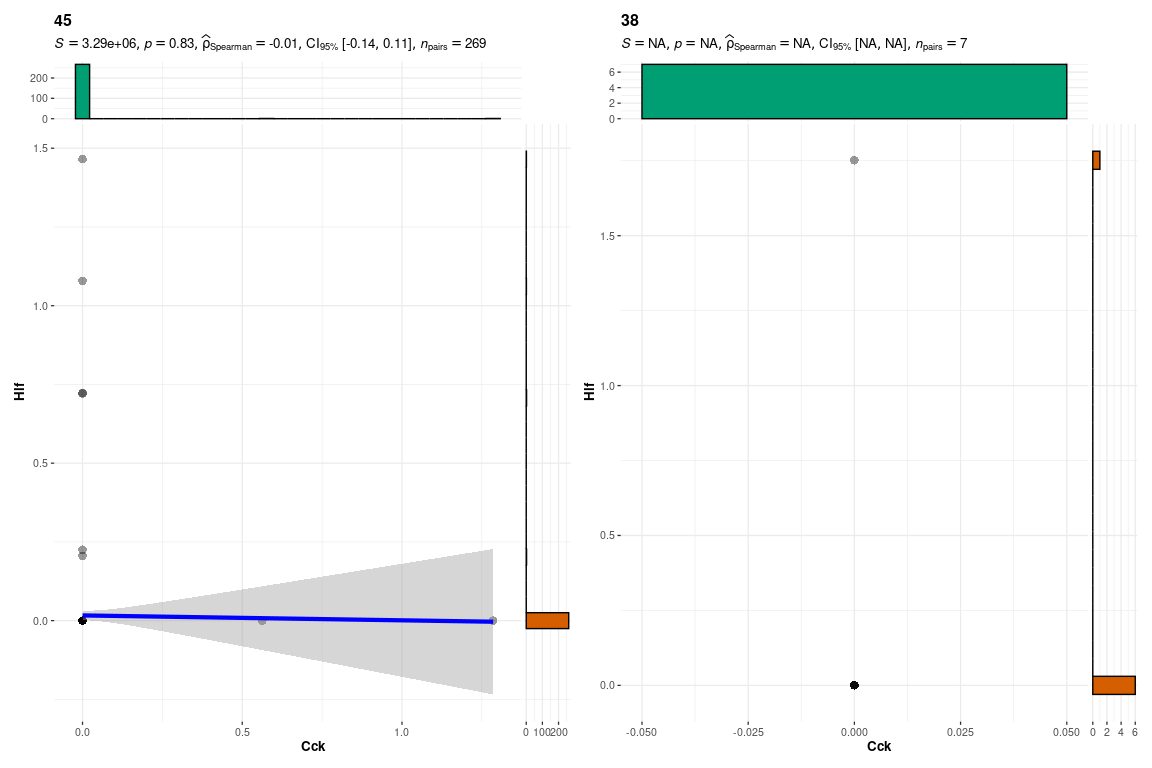 45
S = 3.29e+06, p = 0.83, ρ̂Spearman = -0.01, CI95% [-0.14, 0.11], npairs = 269
200
100
0
1.5
1.0
0.5
0.0
Hlf
0.0 0.5 1.0
0 100 200
Cck
38
S = NA, p = NA, ρ̂Spearman = NA, CI95% [NA, NA], npairs = 7
6
4
2
0
1.5
1.0
0.5
0.0
Hlf
-0.050 -0.025 0.000 0.025 0.050
0 2 4 6
Cck